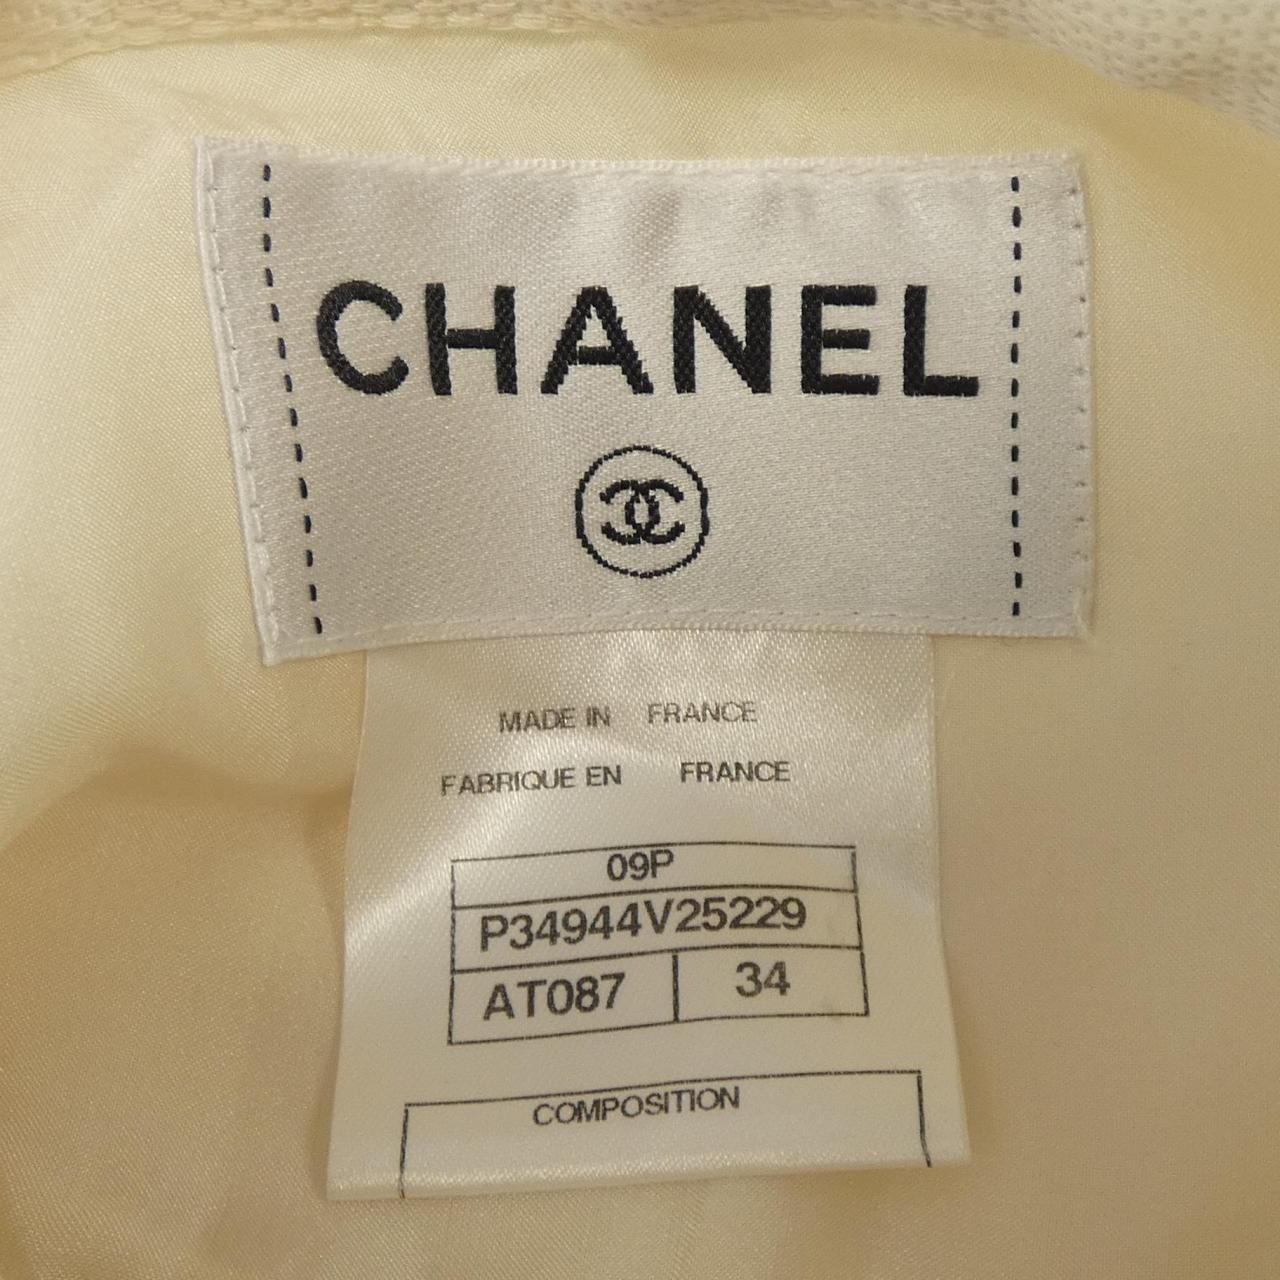 CHANEL
MADE IN FRANCE
FABRIQUE EN FRANCE
09P
P34944V25229
AT087 34
COMPOSITION